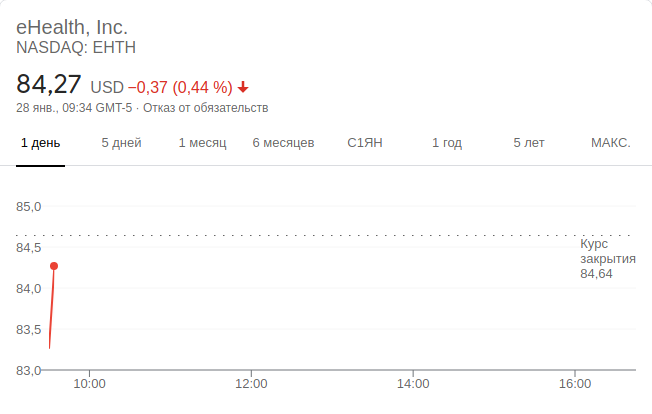 eHealth, Inc.
NASDAQ: EHTH
84,27 USD −0,37 (0,44 %)
28 янв., 09:34 GMT-5 · Отказ от обязательств
1 день 5 дней 1 месяц 6 месяцев С1ЯН 1 год 5 лет МАКС.
85,0
84,5
84,0
83,5
83,0
Курс
закрытия
84,64
10:00 12:00 14:00 16:00